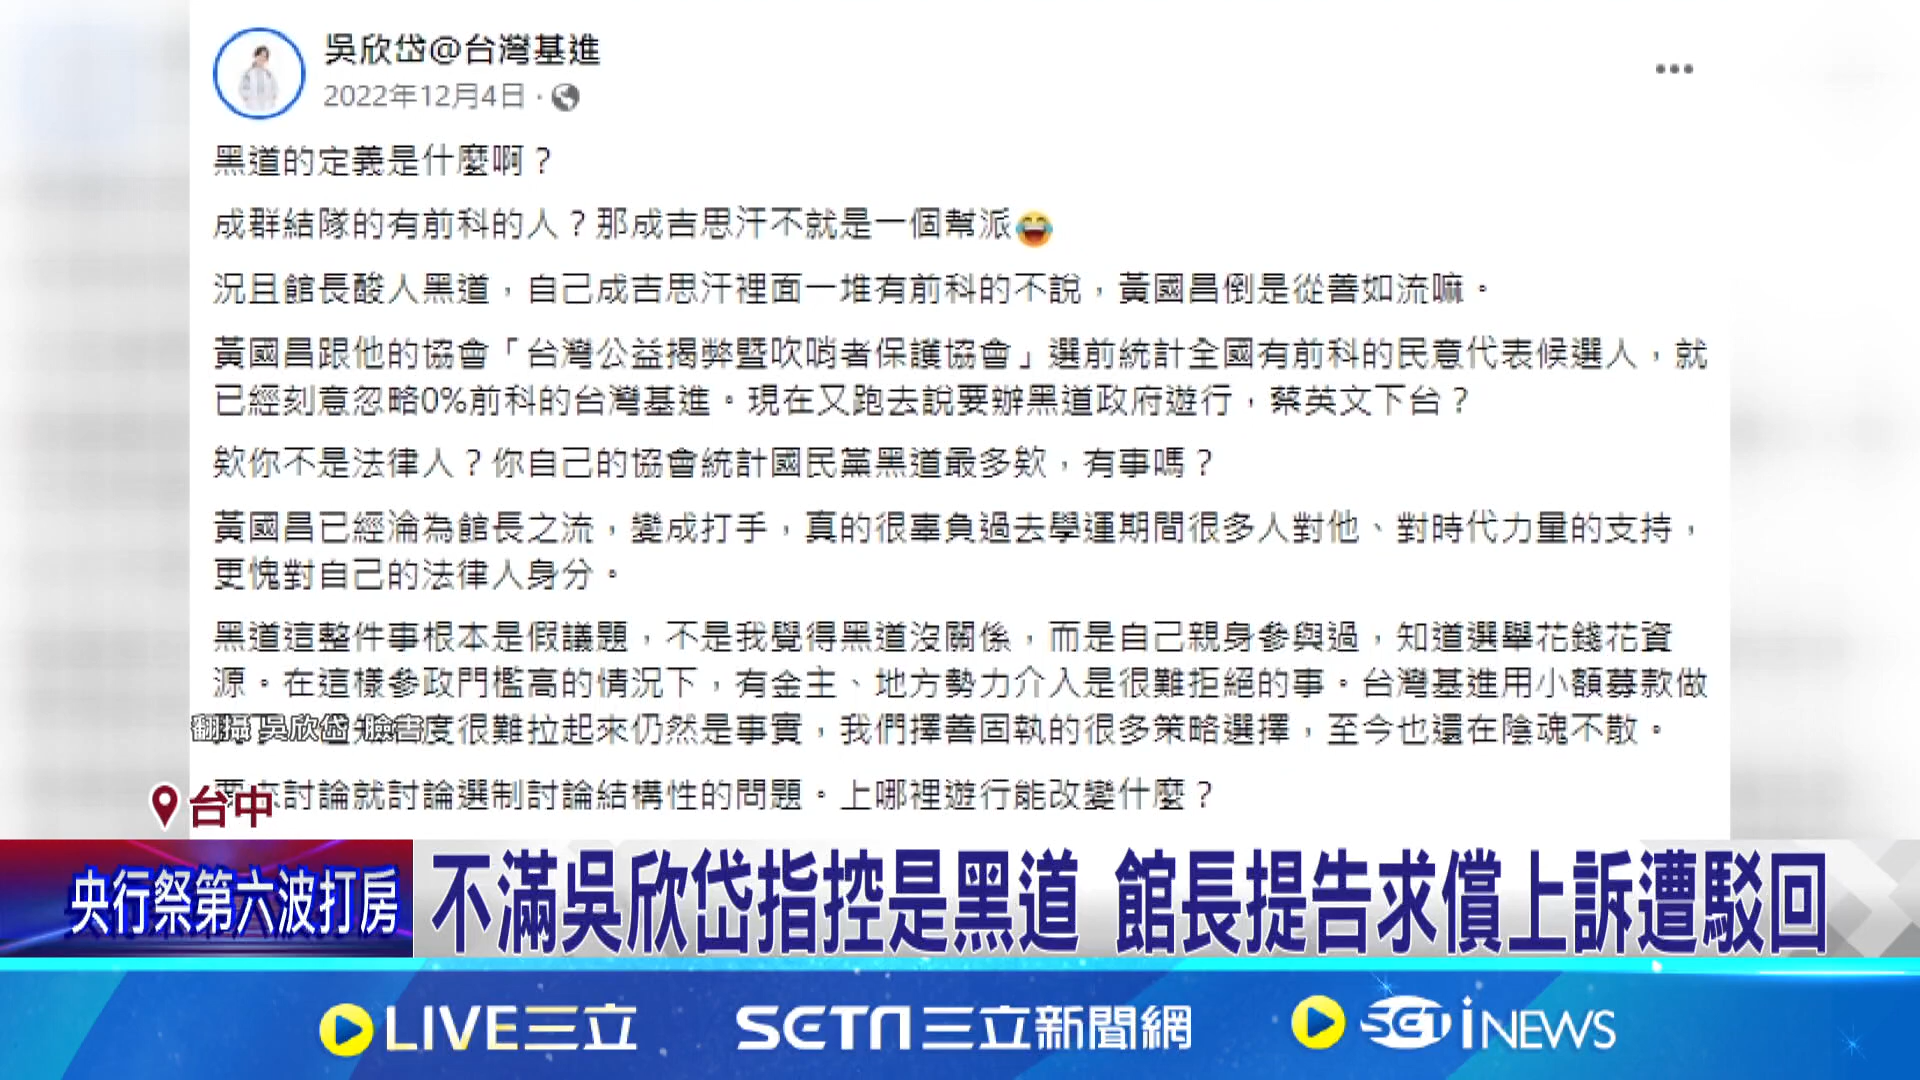 吳欣岱@台灣基進
2022年12月4日 ·
黑道的定義是什麼啊？
成群結隊的有前科的人？那成吉思汗不就是一個幫派😂
況且館長酸人黑道，自己成吉思汗裡面一堆有前科的不說，黃國昌倒是從善如流嘛。
黃國昌跟他的協會「台灣公益揭弊暨吹哨者保護協會」選前統計全國有前科的民意代表候選人，就
已經刻意忽略0%前科的台灣基進。現在又跑去說要辦黑道政府遊行，蔡英文下台？
欸你不是法律人？你自己的協會統計國民黨黑道最多欸，有事嗎？
黃國昌已經淪為館長之流，變成打手，真的很辜負過去學運期間很多人對他、對時代力量的支持，
更愧對自己的法律人身分。
黑道這整件事根本是假議題，不是我覺得黑道沒關係，而是自己親身參與過，知道選舉花錢花資
源。在這樣參政門檻高的情況下，有金主、地方勢力介入是很難拒絕的事。台灣基進用小額募款做
度很難拉起來仍然是事實，我們擇善固執的很多策略選擇，至今也還在陰魂不散。
翻攝 吳欣岱 臉書
討論就討論選制討論結構性的問題。上哪裡遊行能改變什麼？
台中
央行祭第六波打房
不滿吳欣岱指控是黑道 館長提告求償上訴遭駁回
LIVE三立
SETN三立新聞網
SET iNEWS